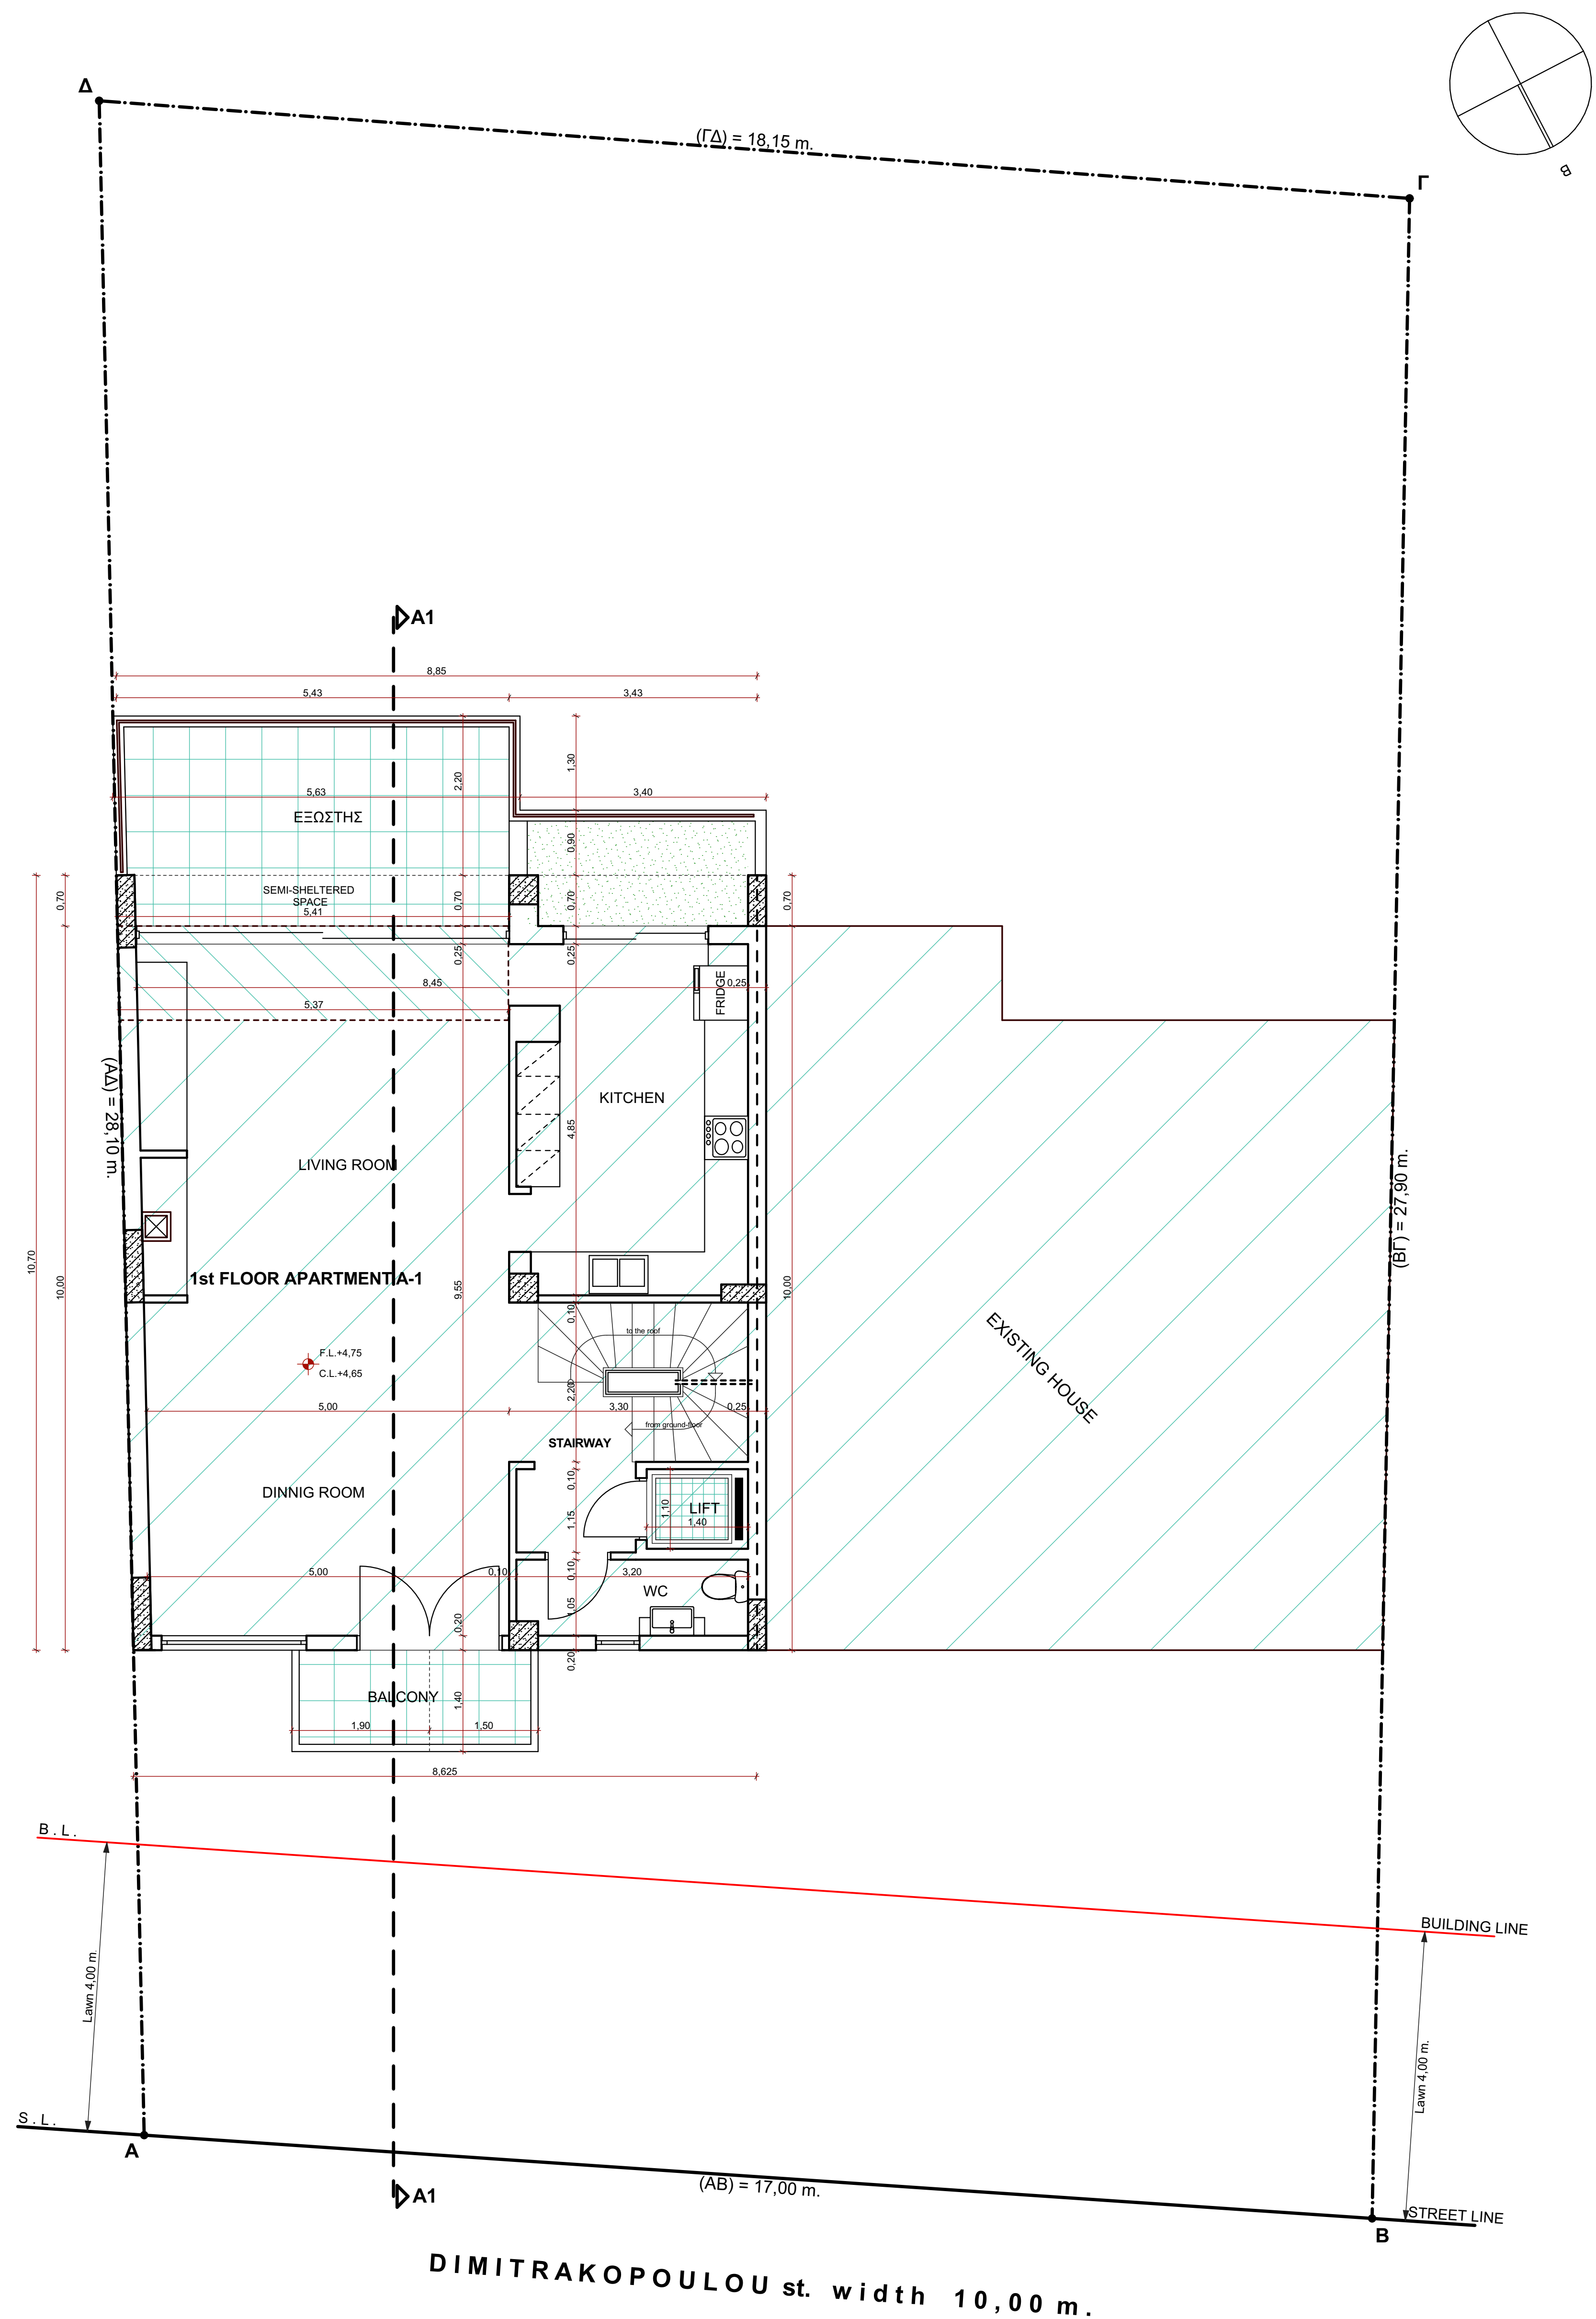 Δ
(ΓΔ) = 18,15 m.
Γ
B
A1
8,85
5,43
3,43
1,30
2,20
5,63
3,40
ΕΞΩΣΤΗΣ
0,90
SEMI-SHELTERED
SPACE
5,41
0,70
0,70
0,70
0,70
0,25
0,25
8,45
0,25
FRIDGE
5,37
(ΑΔ) = 28,10 m.
KITCHEN
4,85
LIVING ROOM
(ΒΓ) = 27,90 m.
10,70
10,00
1st FLOOR APARTMENT A-1
9,55
10,00
0,10
to the roof
EXISTING HOUSE
F.L.+4,75
C.L.+4,65
2,20
5,00
3,30
0,25
from ground-floor
STAIRWAY
0,10
DINNIG ROOM
1,10
LIFT
1,40
1,15
5,00
0,10
0,10
3,20
WC
1,05
0,20
0,20
BALCONY
1,40
1,90
1,50
8,625
B . L .
BUILDING LINE
Lawn 4,00 m.
Lawn 4,00 m.
S . L .
A
(AB) = 17,00 m.
A1
STREET LINE
B
DIMITRAKOPOULOU st. width 10,00 m.